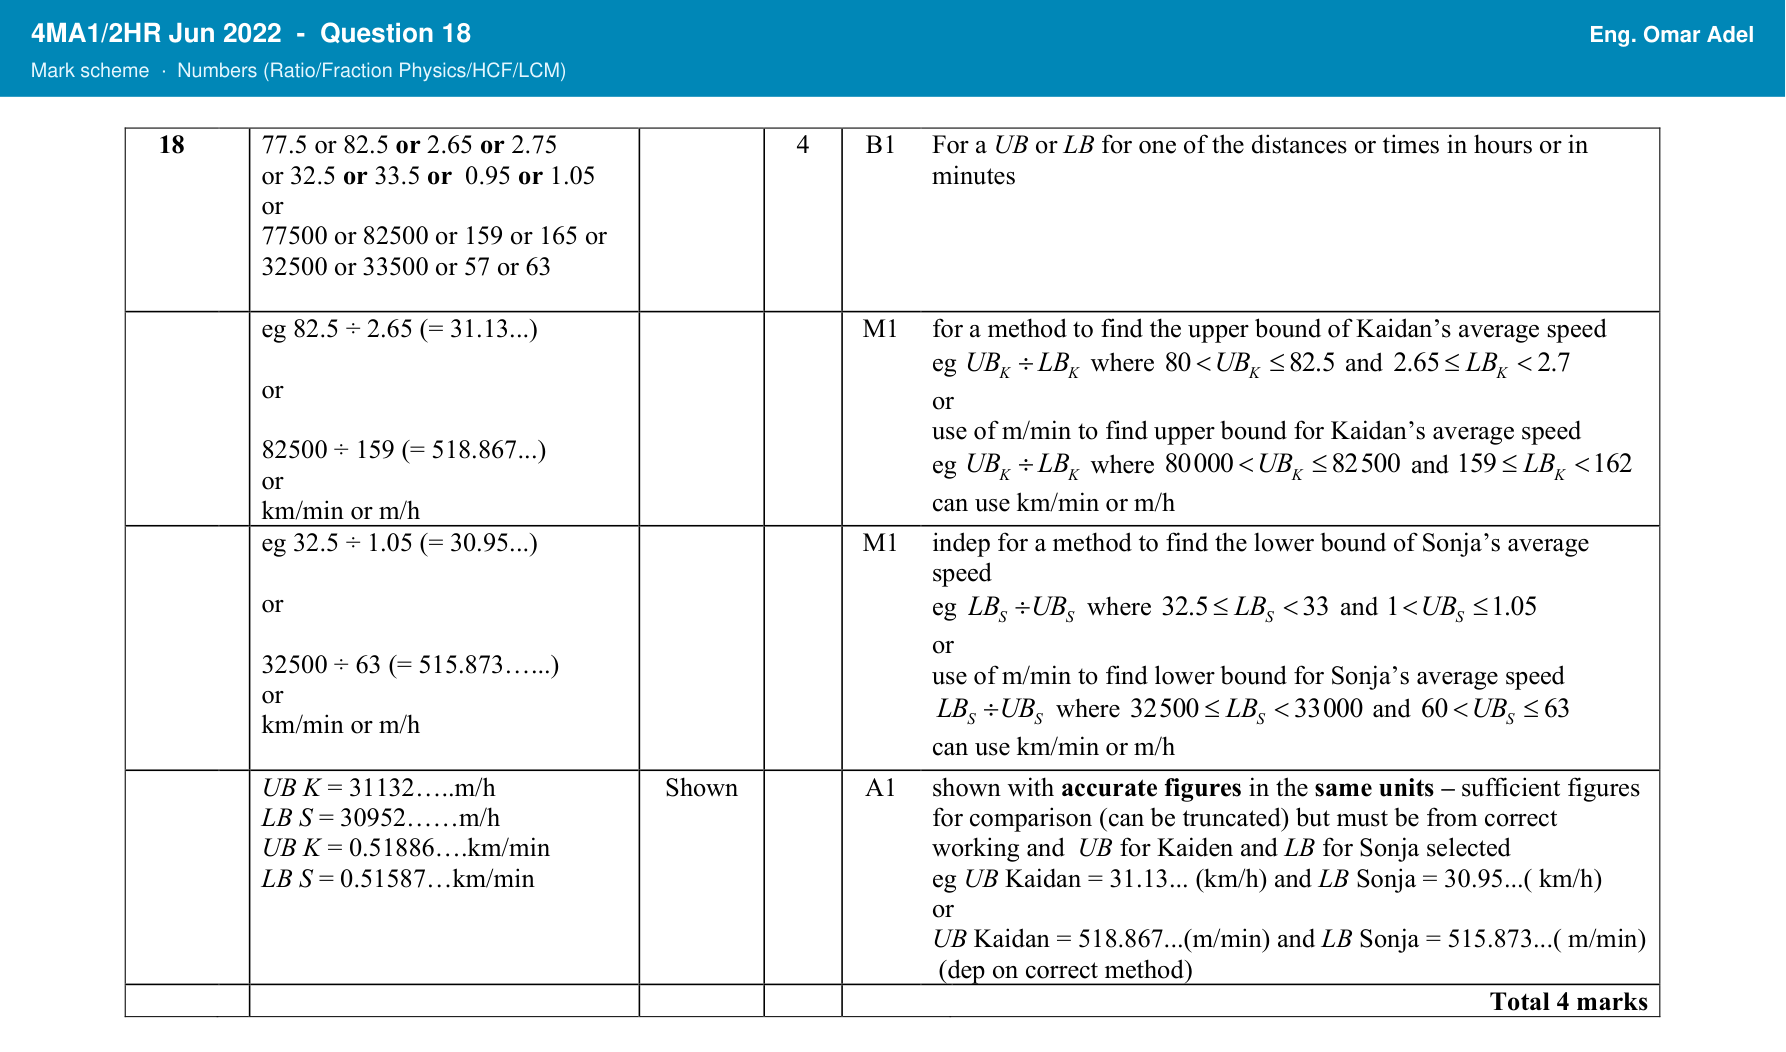 4MA1/2HR Jun 2022 - Question 18
Eng. Omar Adel
Mark scheme · Numbers (Ratio/Fraction Physics/HCF/LCM)
18
77.5 or 82.5 or 2.65 or 2.75
or 32.5 or 33.5 or 0.95 or 1.05
or
77500 or 82500 or 159 or 165 or
32500 or 33500 or 57 or 63
4
B1
For a UB or LB for one of the distances or times in hours or in
minutes
eg 82.5 ÷ 2.65 (= 31.13...)
or
82500 ÷ 159 (= 518.867...)
or
km/min or m/h
M1
for a method to find the upper bound of Kaidan’s average speed
eg UB_K ÷ LB_K where 80 < UB_K ≤ 82.5 and 2.65 ≤ LB_K < 2.7
or
use of m/min to find upper bound for Kaidan’s average speed
eg UB_K ÷ LB_K where 80000 < UB_K ≤ 82500 and 159 ≤ LB_K < 162
can use km/min or m/h
eg 32.5 ÷ 1.05 (= 30.95...)
or
32500 ÷ 63 (= 515.873…...)
or
km/min or m/h
M1
indep for a method to find the lower bound of Sonja’s average
speed
eg LB_S ÷ UB_S where 32.5 ≤ LB_S < 33 and 1 < UB_S ≤ 1.05
or
use of m/min to find lower bound for Sonja’s average speed
LB_S ÷ UB_S where 32500 ≤ LB_S < 33000 and 60 < UB_S ≤ 63
can use km/min or m/h
UB K = 31132…..m/h
LB S = 30952……m/h
UB K = 0.51886….km/min
LB S = 0.51587…km/min
Shown
A1
shown with accurate figures in the same units – sufficient figures
for comparison (can be truncated) but must be from correct
working and UB for Kaiden and LB for Sonja selected
eg UB Kaidan = 31.13... (km/h) and LB Sonja = 30.95...( km/h)
or
UB Kaidan = 518.867...(m/min) and LB Sonja = 515.873...( m/min)
(dep on correct method)
Total 4 marks